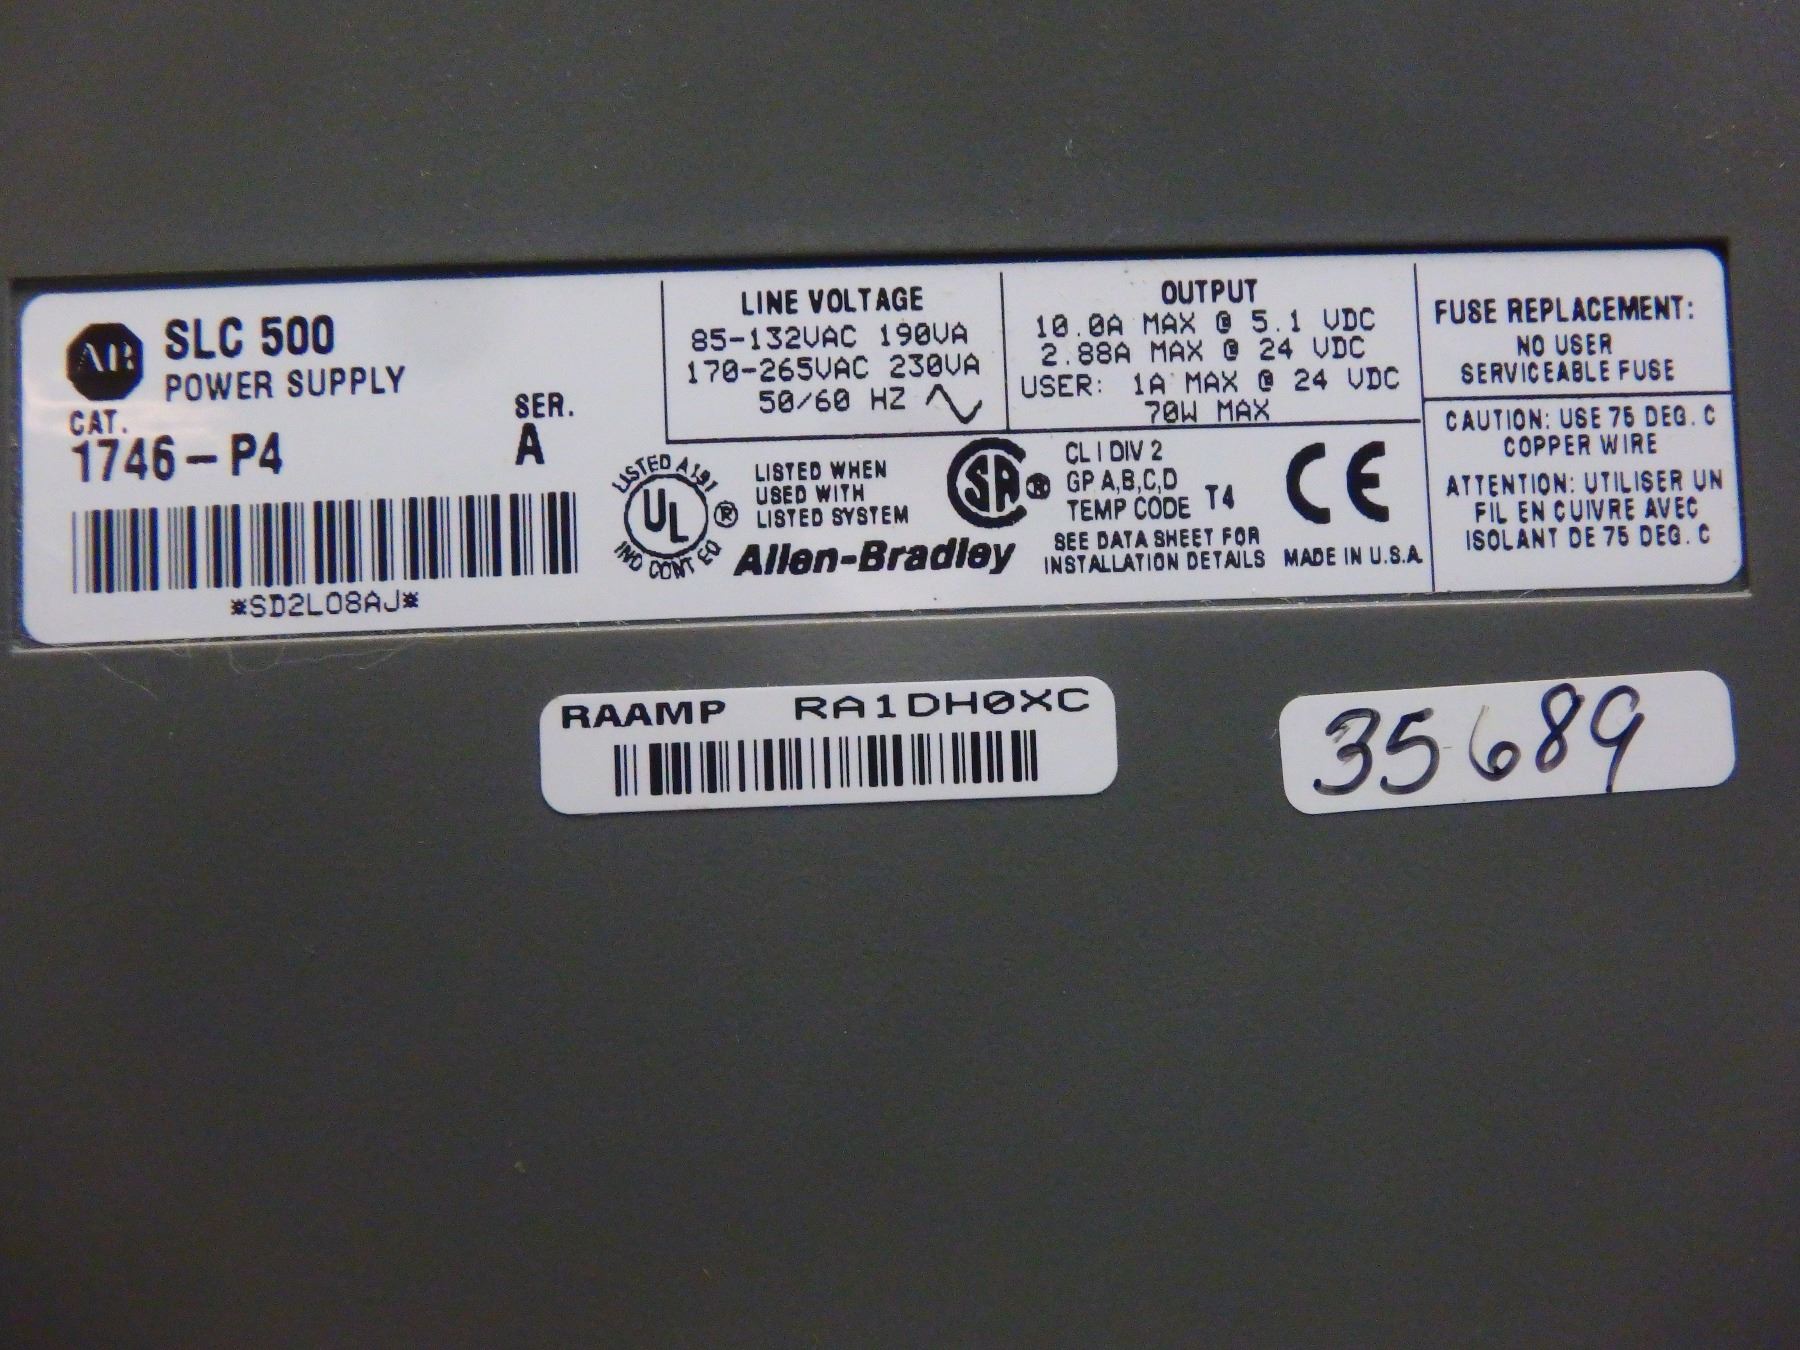 AB
SLC 500
POWER SUPPLY
CAT.
1746-P4
SER.
A
*SD2L08AJ*
LINE VOLTAGE
85-132VAC 190VA
170-265VAC 230VA
50/60 HZ
OUTPUT
10.0A MAX @ 5.1 VDC
2.88A MAX @ 24 VDC
USER: 1A MAX @ 24 VDC
70W MAX
FUSE REPLACEMENT:
NO USER
SERVICEABLE FUSE
CAUTION: USE 75 DEG. C
COPPER WIRE
ATTENTION: UTILISER UN
FIL EN CUIVRE AVEC
ISOLANT DE 75 DEG. C
LISTED A191
UL ®
IND CONT EQ
LISTED WHEN
USED WITH
LISTED SYSTEM
Allen-Bradley
SA ®
CL I DIV 2
GP A,B,C,D
TEMP CODE T4
SEE DATA SHEET FOR
INSTALLATION DETAILS
CE
MADE IN U.S.A.
RAAMP RA1DH0XC
35689